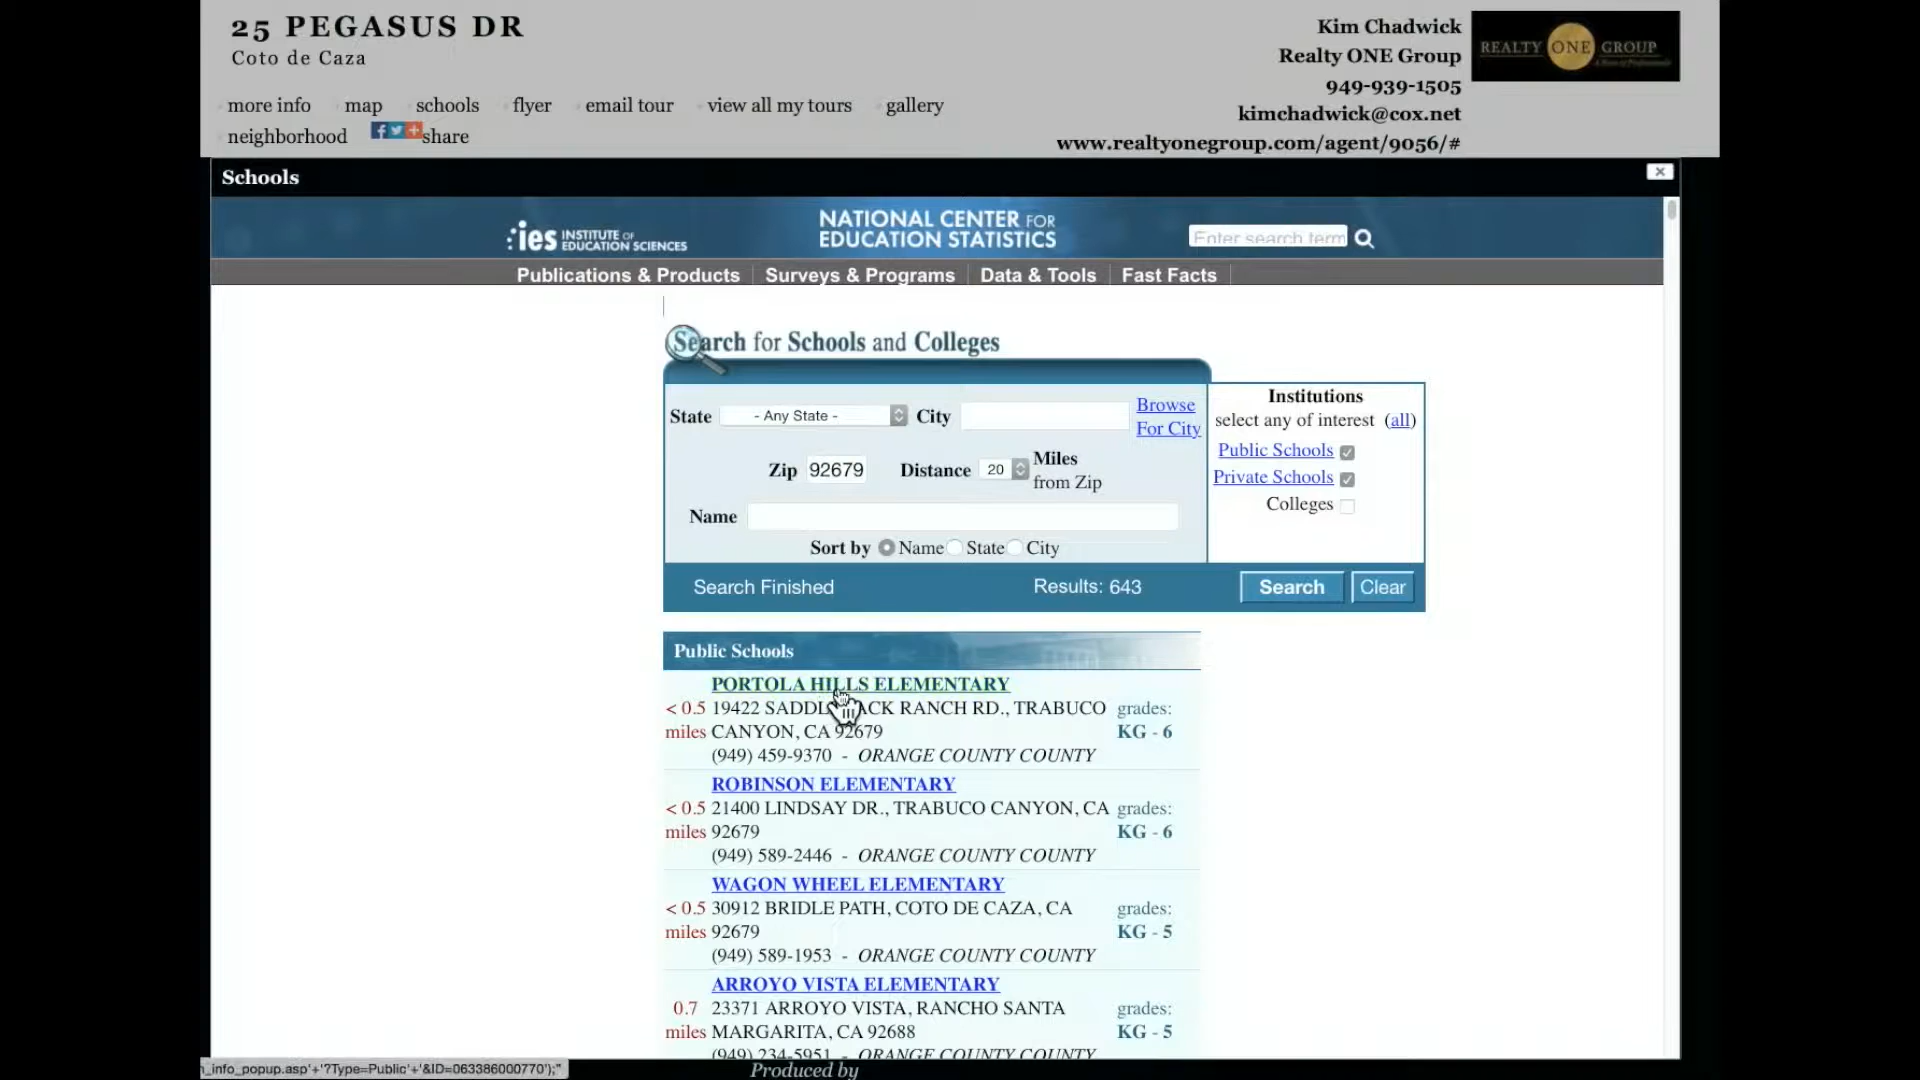 25 PEGASUS DR
Coto de Caza
more info map schools flyer email tour view all my tours gallery
neighborhood share
Kim Chadwick
Realty ONE Group
949-939-1505
kimchadwick@cox.net
www.realtyonegroup.com/agent/9056/#
REALTY ONE GROUP
Schools
ies INSTITUTE OF EDUCATION SCIENCES
NATIONAL CENTER FOR
EDUCATION STATISTICS
Enter search term
Publications & Products Surveys & Programs Data & Tools Fast Facts
Search for Schools and Colleges
State - Any State - City Browse For City
Zip 92679 Distance 20 Miles from Zip
Name
Sort by Name State City
Institutions
select any of interest (all)
Public Schools
Private Schools
Colleges
Search Finished Results: 643 Search Clear
Public Schools
PORTOLA HILLS ELEMENTARY
< 0.5 19422 RANCH RD., TRABUCO grades:
miles CANYON, CA 92679 KG - 6
(949) 459-9370 - ORANGE COUNTY COUNTY
ROBINSON ELEMENTARY
< 0.5 21400 LINDSAY DR., TRABUCO CANYON, CA grades:
miles 92679 KG - 6
(949) 589-2446 - ORANGE COUNTY COUNTY
WAGON WHEEL ELEMENTARY
< 0.5 30912 BRIDLE PATH, COTO DE CAZA, CA grades:
miles 92679 KG - 5
(949) 589-1953 - ORANGE COUNTY COUNTY
ARROYO VISTA ELEMENTARY
0.7 23371 ARROYO VISTA, RANCHO SANTA grades:
miles MARGARITA, CA 92688 KG - 5
(949) 234-5951 - ORANGE COUNTY COUNTY
_info_popup.asp'+'?Type=Public'+'&ID=063386000770');"
Produced by